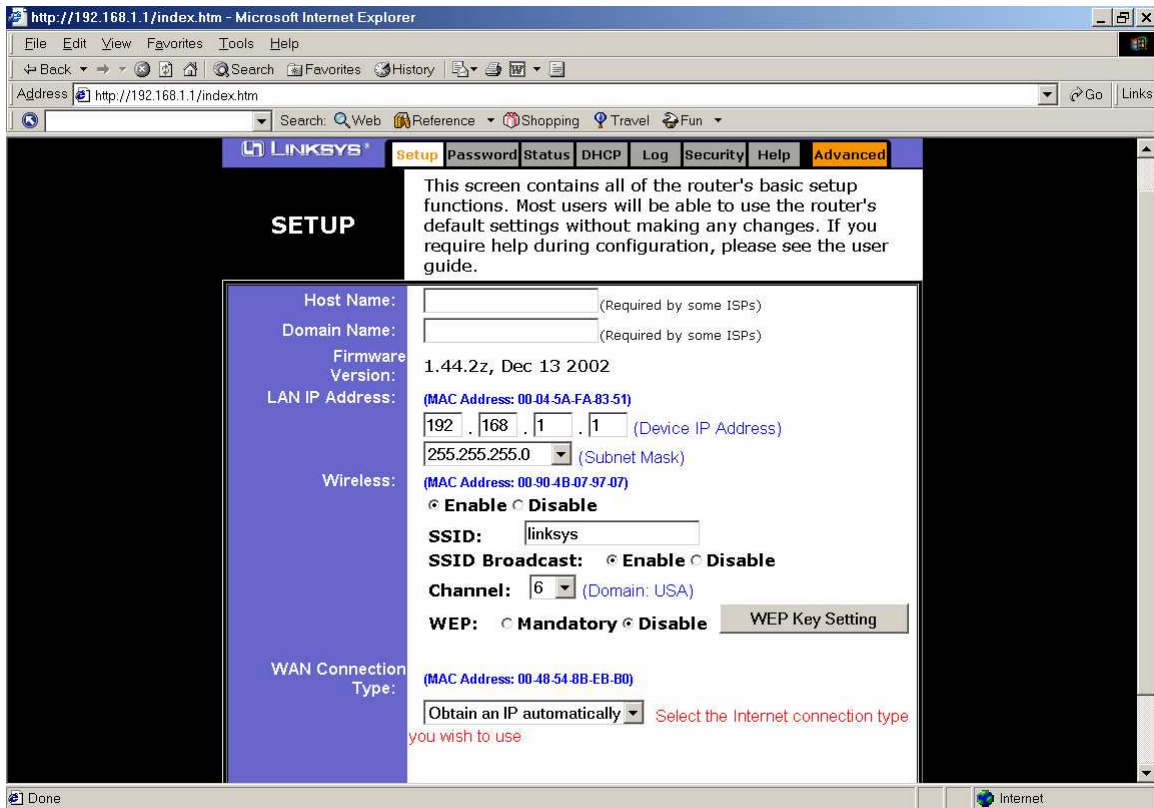 http://192.168.1.1/index.htm - Microsoft Internet Explorer
File Edit View Favorites Tools Help
Back Search Favorites History
Address http://192.168.1.1/index.htm Go Links
Search: Web Reference Shopping Travel Fun
LINKSYS® Setup Password Status DHCP Log Security Help Advanced
SETUP
This screen contains all of the router's basic setup
functions. Most users will be able to use the router's
default settings without making any changes. If you
require help during configuration, please see the user
guide.
Host Name: (Required by some ISPs)
Domain Name: (Required by some ISPs)
Firmware
Version: 1.44.2z, Dec 13 2002
LAN IP Address: (MAC Address: 00-04-5A-FA-83-51)
192 . 168 . 1 . 1 (Device IP Address)
255.255.255.0 (Subnet Mask)
Wireless: (MAC Address: 00-90-4B-07-97-07)
Enable Disable
SSID: linksys
SSID Broadcast: Enable Disable
Channel: 6 (Domain: USA)
WEP: Mandatory Disable WEP Key Setting
WAN Connection
Type: (MAC Address: 00-48-54-8B-EB-B0)
Obtain an IP automatically Select the Internet connection type
you wish to use
Done Internet